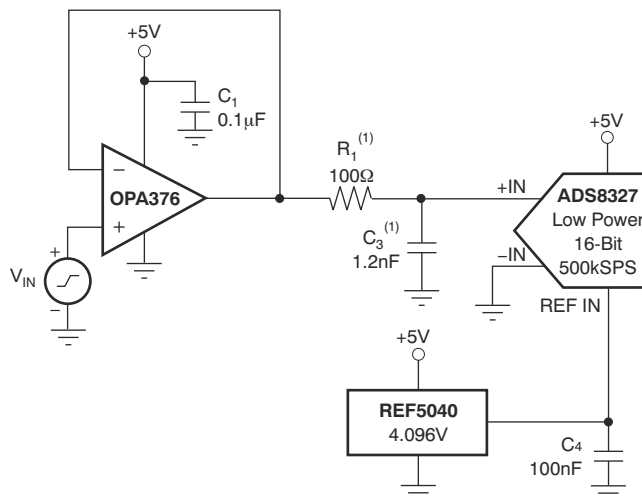 +5V
C1
0.1μF
R1(1)
100Ω
+5V
OPA376
−
+
+IN
ADS8327
Low Power
16-Bit
500kSPS
C3(1)
1.2nF
−IN
+
VIN
−
REF IN
+5V
REF5040
4.096V
C4
100nF